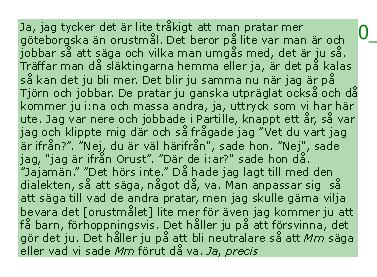 Ja, jag tycker det är lite tråkigt att man pratar mer
göteborgska än orustmål. Det beror på lite var man är och
jobbar så att säga och vilka man umgås med, det är ju så.
Träffar man då släktingarna hemma eller ja, är det på kalas
så kan det ju bli mer. Det blir ju samma nu när jag är på
Tjörn och jobbar. De pratar ju ganska utpräglat också och då
kommer ju i:na och massa andra, ja, uttryck som vi har här
ute. Jag var nere och jobbade i Partille, knappt ett år, så var
jag och klippte mig där och så frågade jag ”Vet du vart jag
är ifrån?”. ”Nej, du är väl härifrån", sade hon. ”Nej", sade
jag, "jag är ifrån Orust”. ”Där de i:ar?" sade hon då.
”Jajamän.” ”Det hörs inte.” Då hade jag lagt till med den
dialekten, så att säga, något då, va. Man anpassar sig så att
säga till vad de andra pratar, men jag skulle gärna vilja
bevara det [orustmålet] lite mer för även jag kommer ju att
få barn, förhoppningsvis. Det håller ju på att försvinna, det
gör det ju. Det håller ju på att bli neutralare så att Mm säga
eller vad vi sade Mm förut då va. Ja, precis
0_